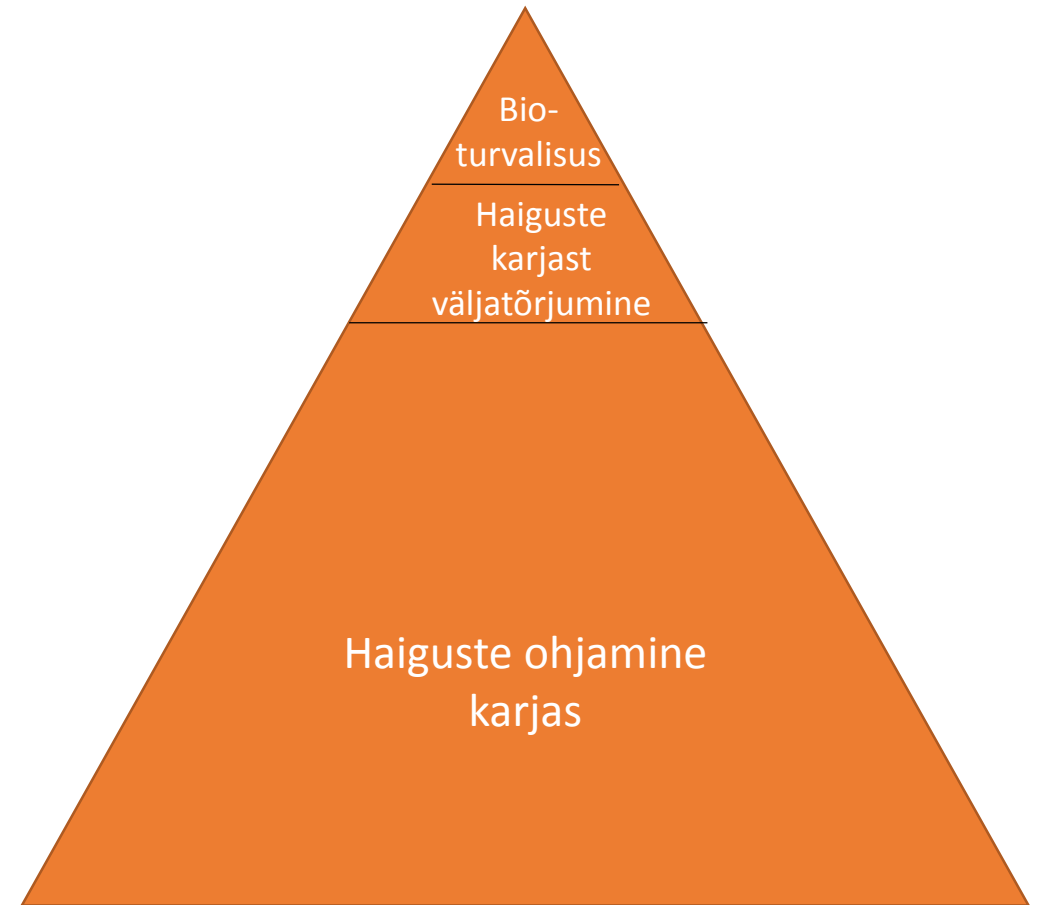 Bio-
turvalisus
Haiguste
karjast
väljatõrjumine
Haiguste ohjamine
karjas